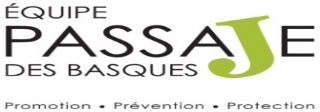 ÉQUIPE
PASSAJE
DES BASQUES
Promotion • Prévention • Protection